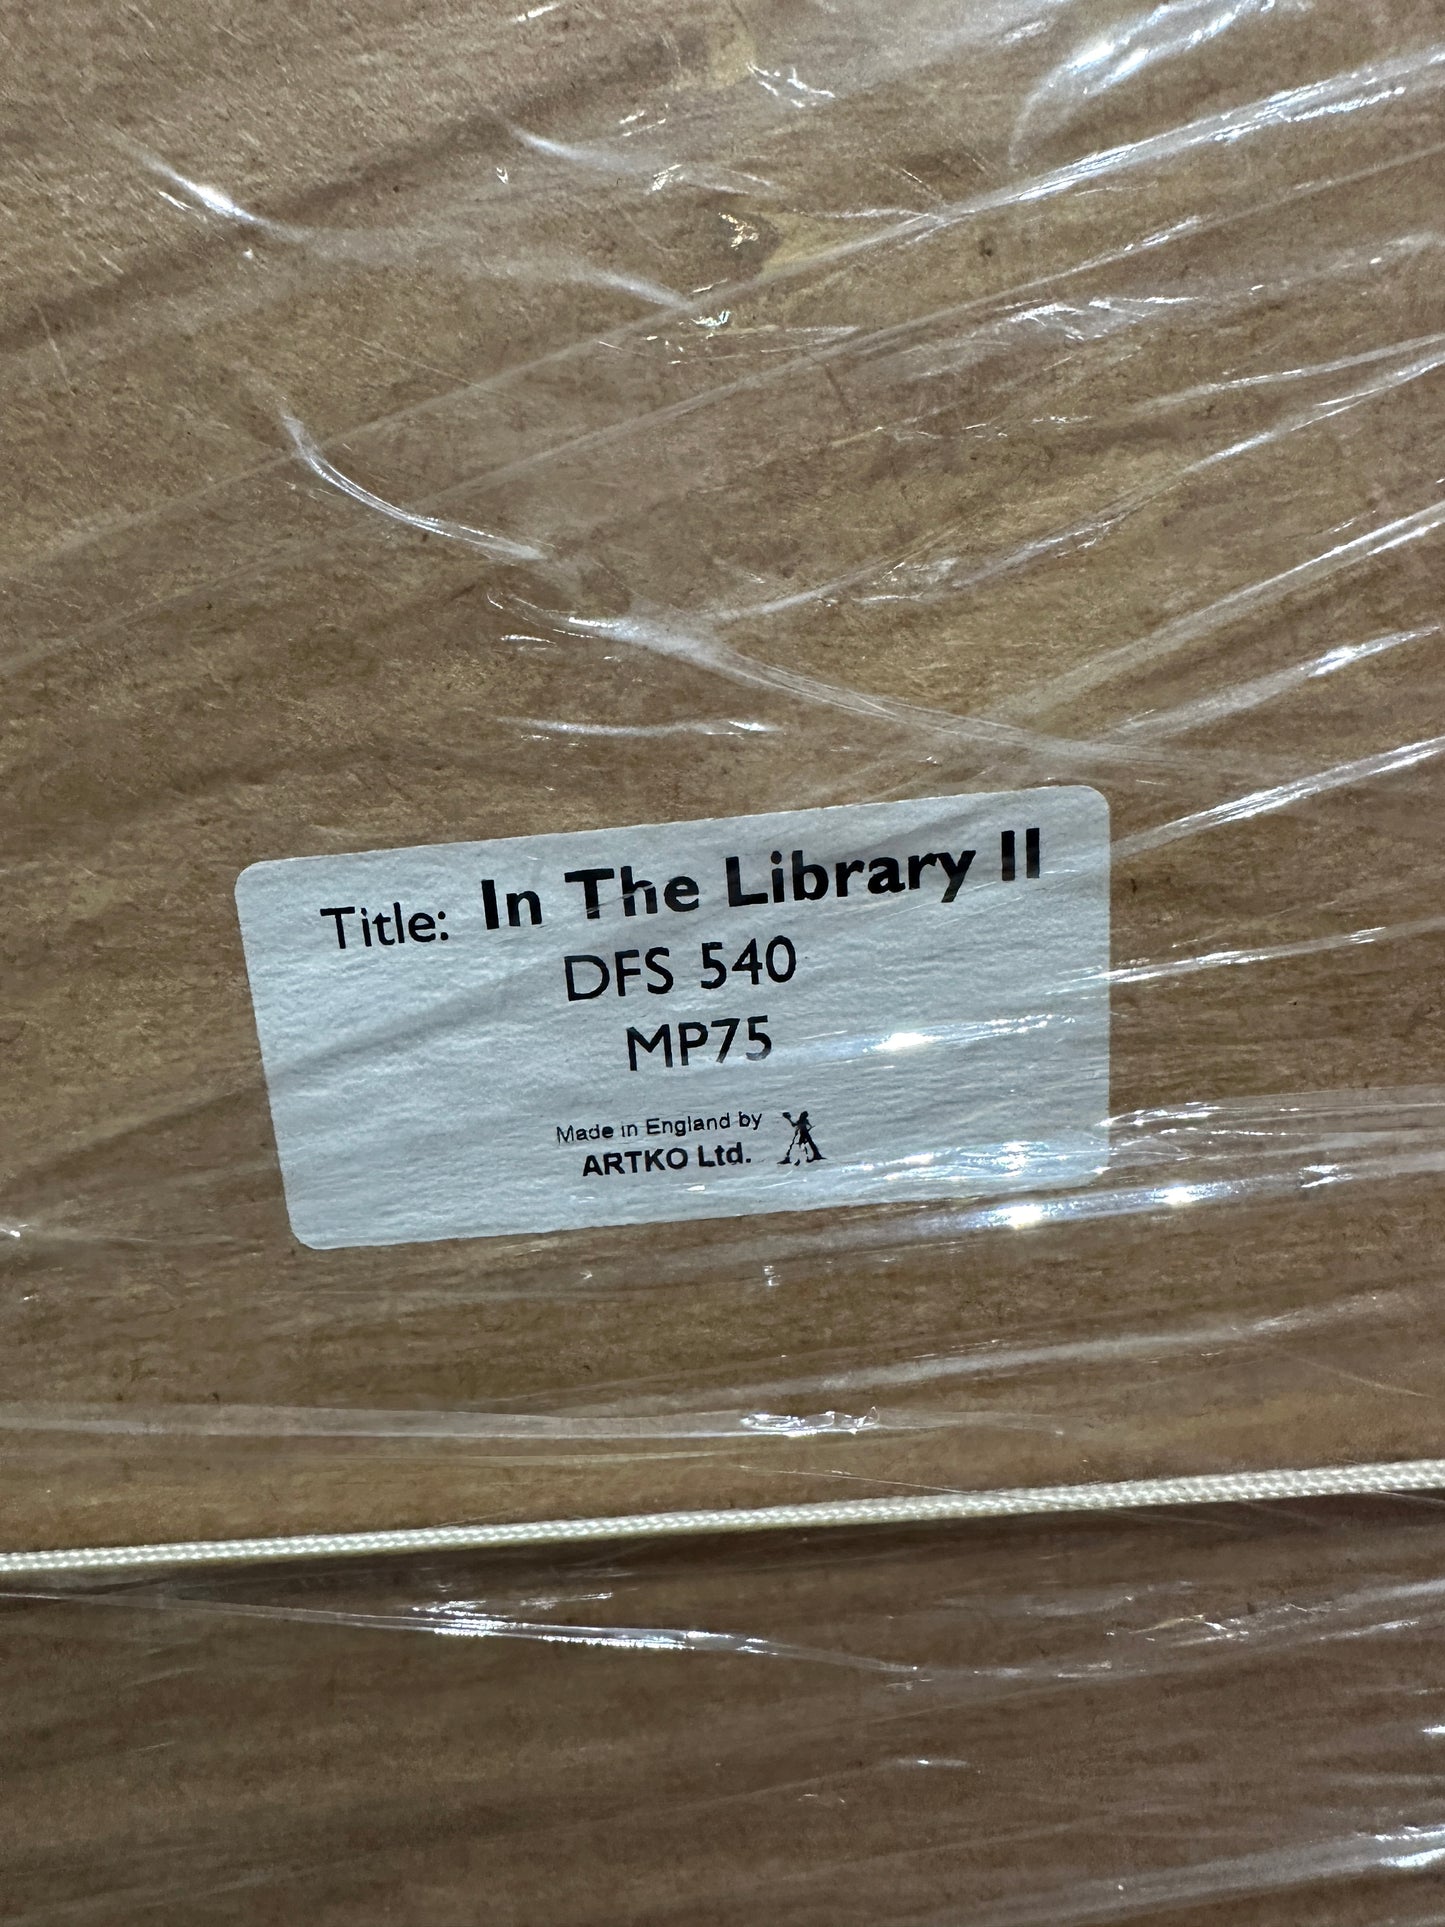 Title: In The Library II
DFS 540
MP75
Made in England by
ARTKO Ltd.